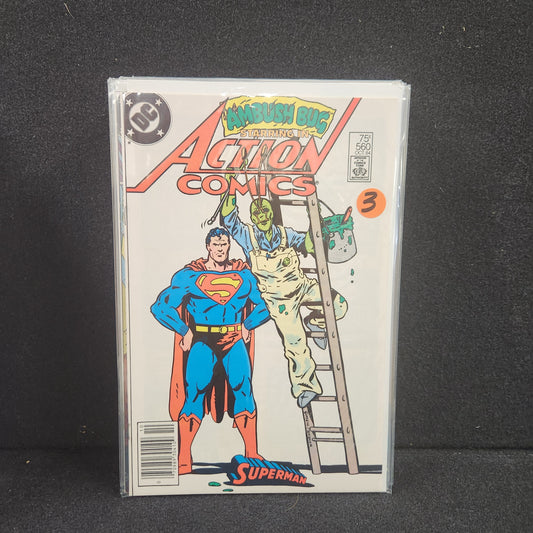 DC
AMBUSH BUG
STARRING IN
ACTION
COMICS
75¢
560
OCT 84
3
SUPERMAN